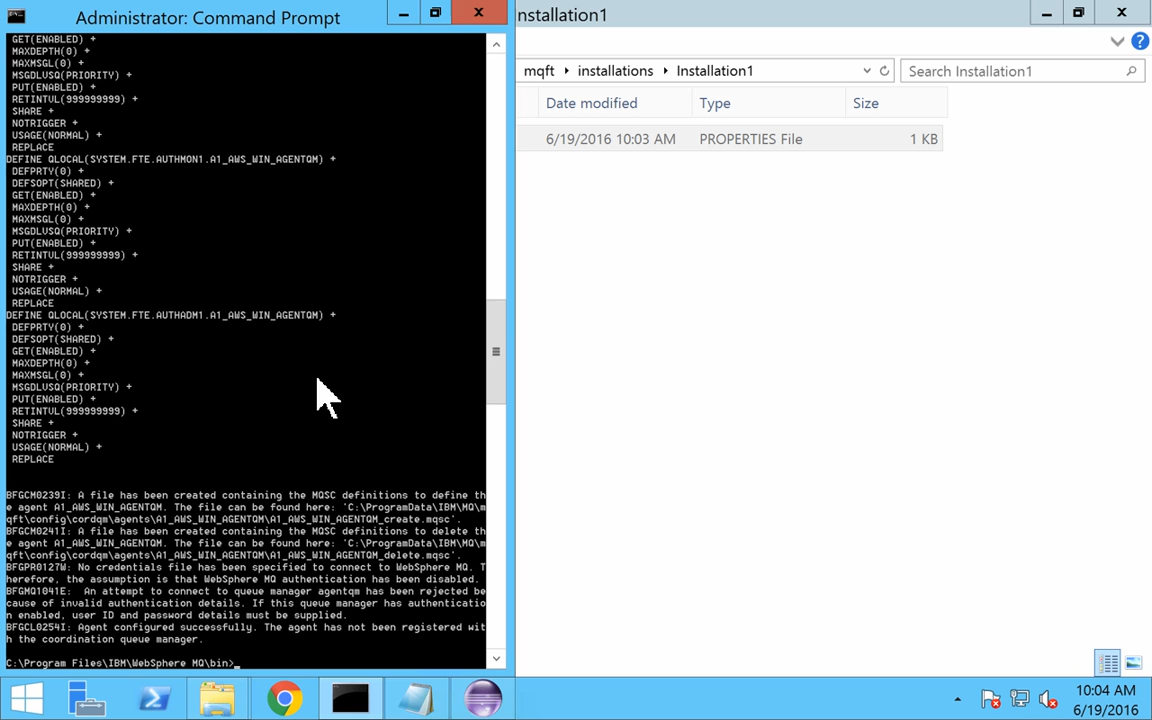 Administrator: Command Prompt
GET(ENABLED) +
MAXDEPTH(0) +
MAXMSGL(0) +
MSGDLVSQ(PRIORITY) +
PUT(ENABLED) +
RETINTVL(999999999) +
SHARE +
NOTRIGGER +
USAGE(NORMAL) +
REPLACE
DEFINE QLOCAL(SYSTEM.FTE.AUTHMON1.A1_AWS_WIN_AGENTQM) +
DEFPRTY(0) +
DEFSOPT(SHARED) +
GET(ENABLED) +
MAXDEPTH(0) +
MAXMSGL(0) +
MSGDLVSQ(PRIORITY) +
PUT(ENABLED) +
RETINTVL(999999999) +
SHARE +
NOTRIGGER +
USAGE(NORMAL) +
REPLACE
DEFINE QLOCAL(SYSTEM.FTE.AUTHADM1.A1_AWS_WIN_AGENTQM) +
DEFPRTY(0) +
DEFSOPT(SHARED) +
GET(ENABLED) +
MAXDEPTH(0) +
MAXMSGL(0) +
MSGDLVSQ(PRIORITY) +
PUT(ENABLED) +
RETINTVL(999999999) +
SHARE +
NOTRIGGER +
USAGE(NORMAL) +
REPLACE
BFGCM0239I: A file has been created containing the MQSC definitions to define th
e agent A1_AWS_WIN_AGENTQM. The file can be found here: 'C:\ProgramData\IBM\MQ\m
qft\config\cordqm\agents\A1_AWS_WIN_AGENTQM\A1_AWS_WIN_AGENTQM_create.mqsc'.
BFGCM0241I: A file has been created containing the MQSC definitions to delete th
e agent A1_AWS_WIN_AGENTQM. The file can be found here: 'C:\ProgramData\IBM\MQ\m
qft\config\cordqm\agents\A1_AWS_WIN_AGENTQM\A1_AWS_WIN_AGENTQM_delete.mqsc'.
BFGPR0127W: No credentials file has been specified to connect to WebSphere MQ. T
herefore, the assumption is that WebSphere MQ authentication has been disabled.
BFGMQ1041E:  An attempt to connect to queue manager agentqm has been rejected be
cause of invalid authentication details. If this queue manager has authenticatio
n enabled, user ID and password details must be supplied.
BFGCL0254I: Agent configured successfully. The agent has not been registered wit
h the coordination queue manager.
C:\Program Files\IBM\WebSphere MQ\bin>_
nstallation1
mqft installations Installation1
Search Installation1
Date modified Type Size
6/19/2016 10:03 AM PROPERTIES File 1 KB
10:04 AM
6/19/2016